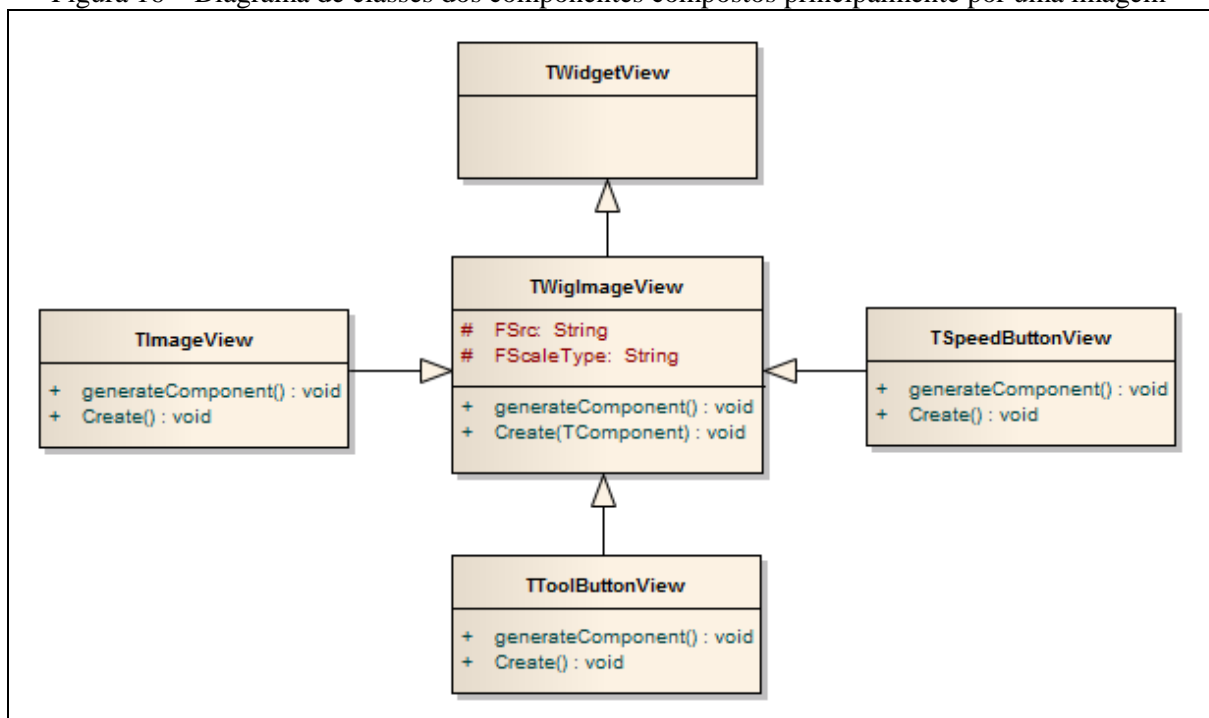 Figura 16 – Diagrama de classes dos componentes compostos principalmente por uma imagem
TWidgetView
TWigImageView
# FSrc: String
# FScaleType: String
+ generateComponent() : void
+ Create(TComponent) : void
TImageView
+ generateComponent() : void
+ Create() : void
TSpeedButtonView
+ generateComponent() : void
+ Create() : void
TToolButtonView
+ generateComponent() : void
+ Create() : void